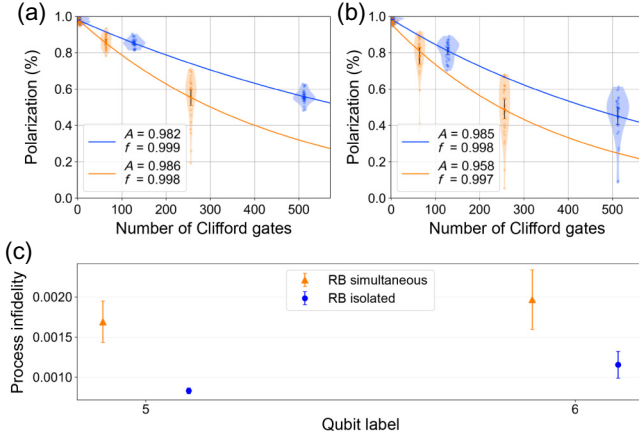 (a)
1.0
0.8
0.6
0.4
0.2
0.0
Polarization (%)
A = 0.982
f = 0.999
A = 0.986
f = 0.998
0 100 200 300 400 500
Number of Clifford gates
(b)
1.0
0.8
0.6
0.4
0.2
0.0
Polarization (%)
A = 0.985
f = 0.998
A = 0.958
f = 0.997
0 100 200 300 400 500
Number of Clifford gates
(c)
Process infidelity
0.0020
0.0015
0.0010
RB simultaneous
RB isolated
5 6
Qubit label